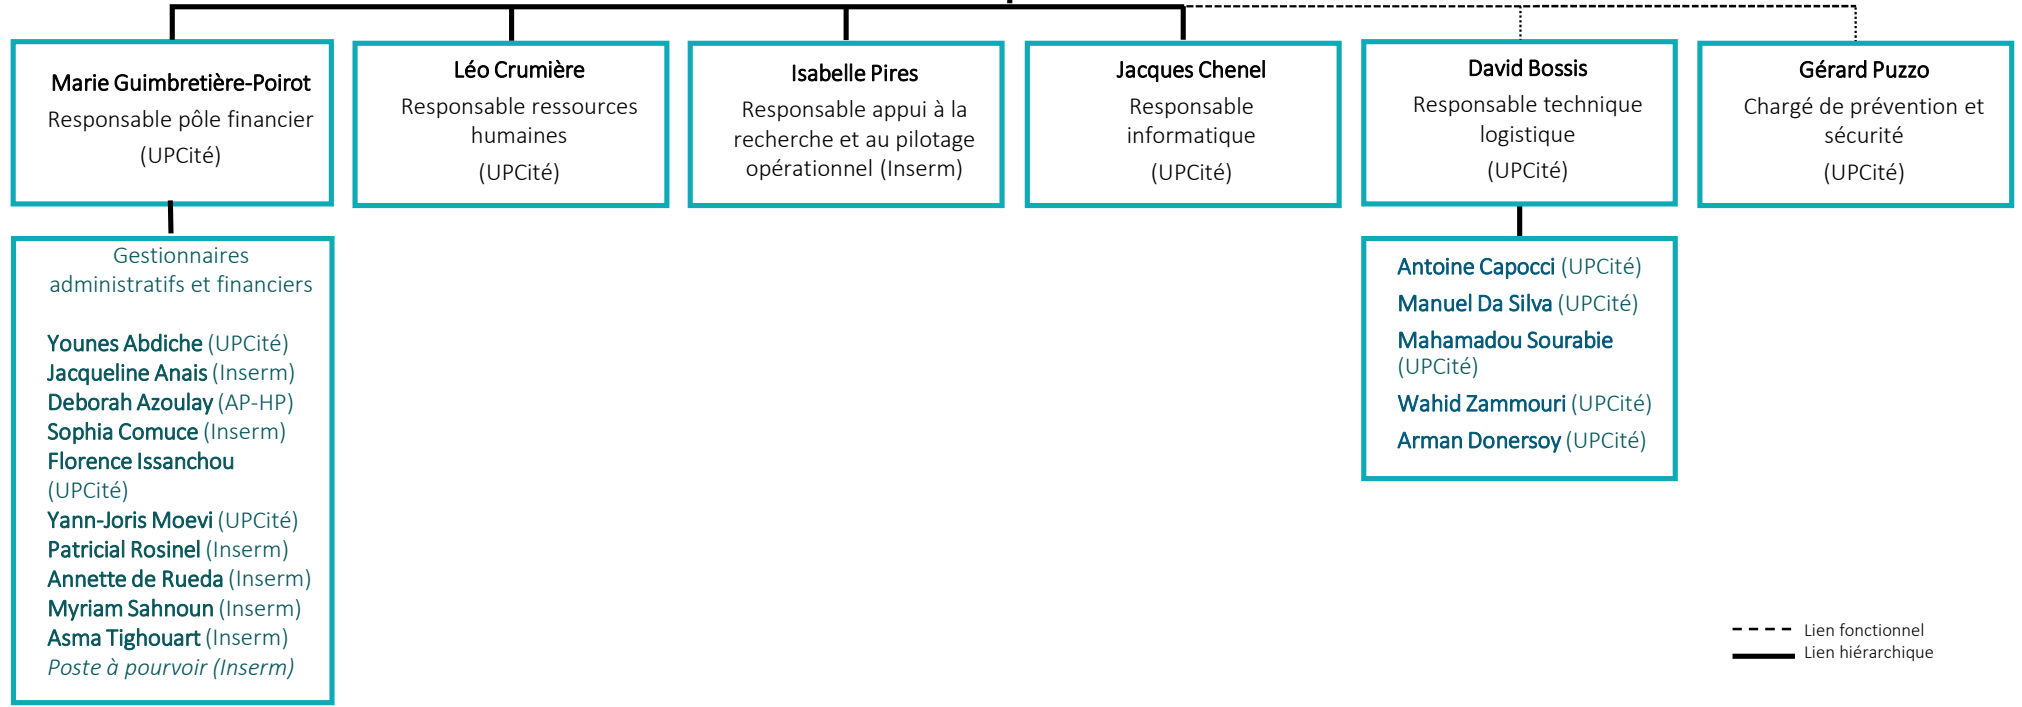 Marie Guimbretière-Poirot
Responsable pôle financier
(UPCité)
Léo Crumière
Responsable ressources
humaines
(UPCité)
Isabelle Pires
Responsable appui à la
recherche et au pilotage
opérationnel (Inserm)
Jacques Chenel
Responsable
informatique
(UPCité)
David Bossis
Responsable technique
logistique
(UPCité)
Gérard Puzzo
Chargé de prévention et
sécurité
(UPCité)
Gestionnaires
administratifs et financiers
Younes Abdiche (UPCité)
Jacqueline Anais (Inserm)
Deborah Azoulay (AP-HP)
Sophia Comuce (Inserm)
Florence Issanchou
(UPCité)
Yann-Joris Moevi (UPCité)
Patricial Rosinel (Inserm)
Annette de Rueda (Inserm)
Myriam Sahnoun (Inserm)
Asma Tighouart (Inserm)
Poste à pourvoir (Inserm)
Antoine Capocci (UPCité)
Manuel Da Silva (UPCité)
Mahamadou Sourabie
(UPCité)
Wahid Zammouri (UPCité)
Arman Donersoy (UPCité)
Lien fonctionnel
Lien hiérarchique